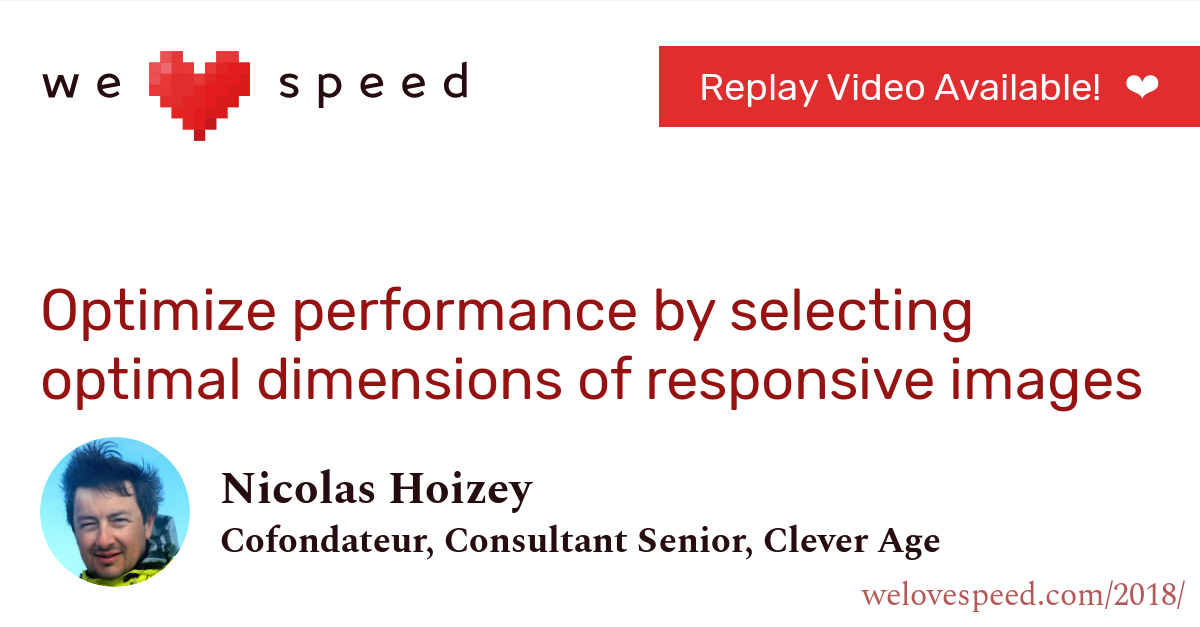 we ❤ speed
Replay Video Available! ❤
Optimize performance by selecting
optimal dimensions of responsive images
Nicolas Hoizey
Cofondateur, Consultant Senior, Clever Age
welovespeed.com/2018/